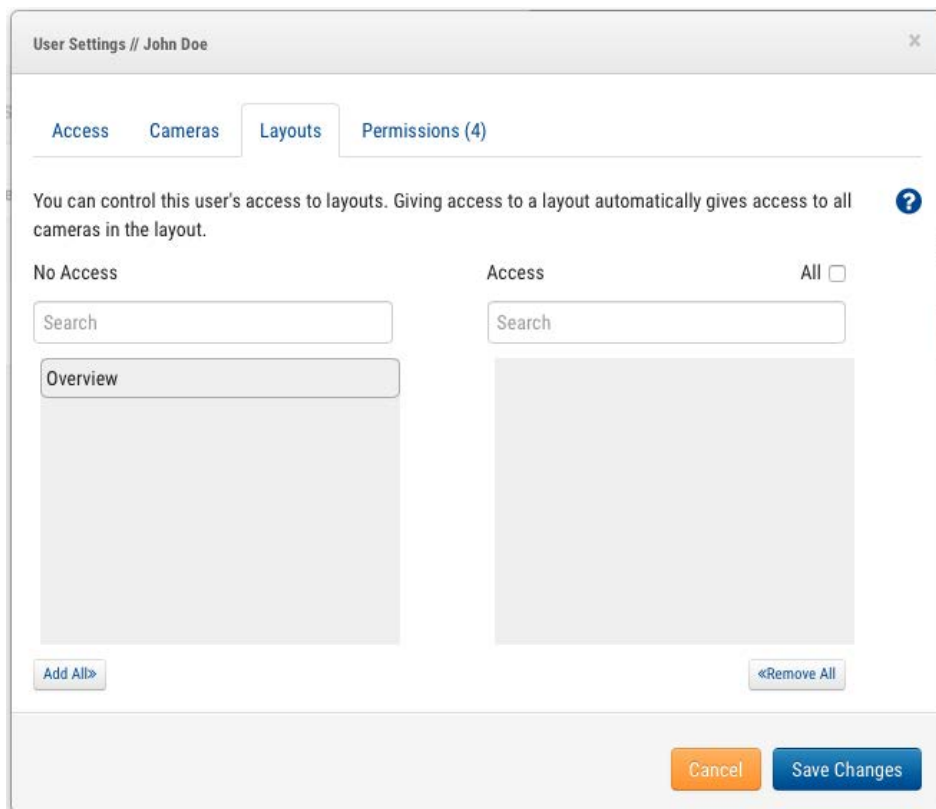 User Settings // John Doe
×
Access Cameras Layouts Permissions (4)
You can control this user's access to layouts. Giving access to a layout automatically gives access to all
cameras in the layout.
?
No Access
Access All
Search
Search
Overview
Add All»
«Remove All
Cancel Save Changes